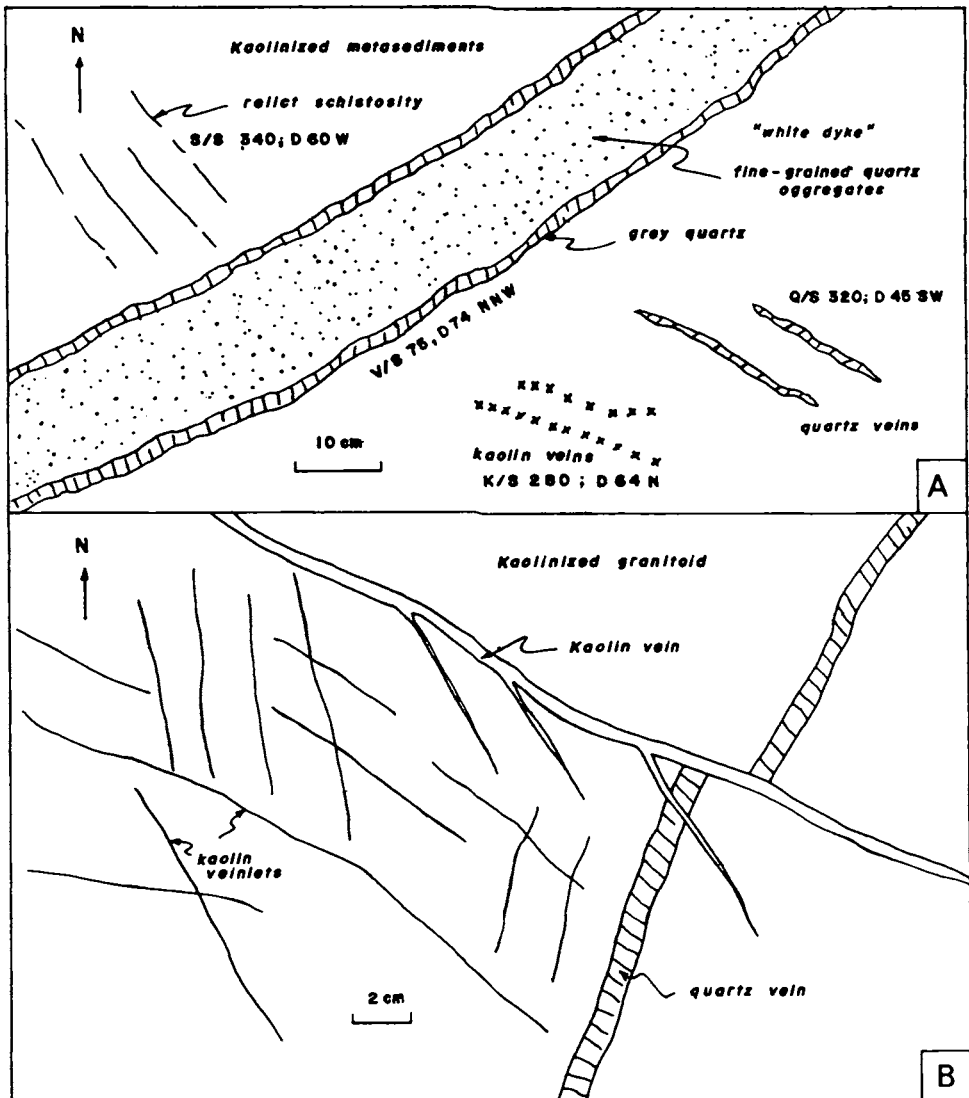 N
Kaolinized metasediments
relict schistosity
S/S 340; D 60 W
"white dyke"
fine-grained quartz
aggregates
grey quartz
V/S 75, D 74 NNW
Q/S 320; D 45 SW
quartz veins
kaolin veins
K/S 280 ; D 64 N
10 cm
A
N
Kaolinized granitoid
Kaolin vein
kaolin
veinlets
quartz vein
2 cm
B